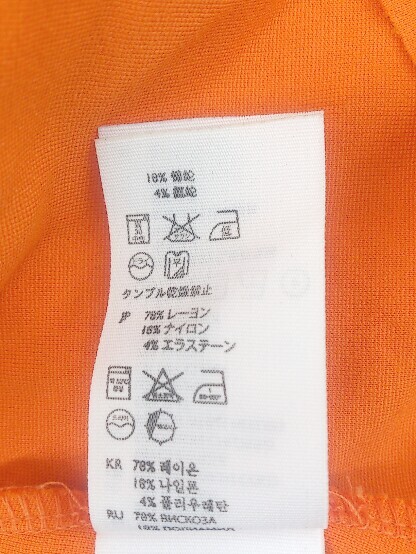 18% 錦纶
4% 氨纶
タンブル乾燥禁止
JP 78% レーヨン
18% ナイロン
4% エラステーン
KR 78% 레이온
18% 나일론
4% 폴리우레탄
RU 78% ВИСКОЗА
18%